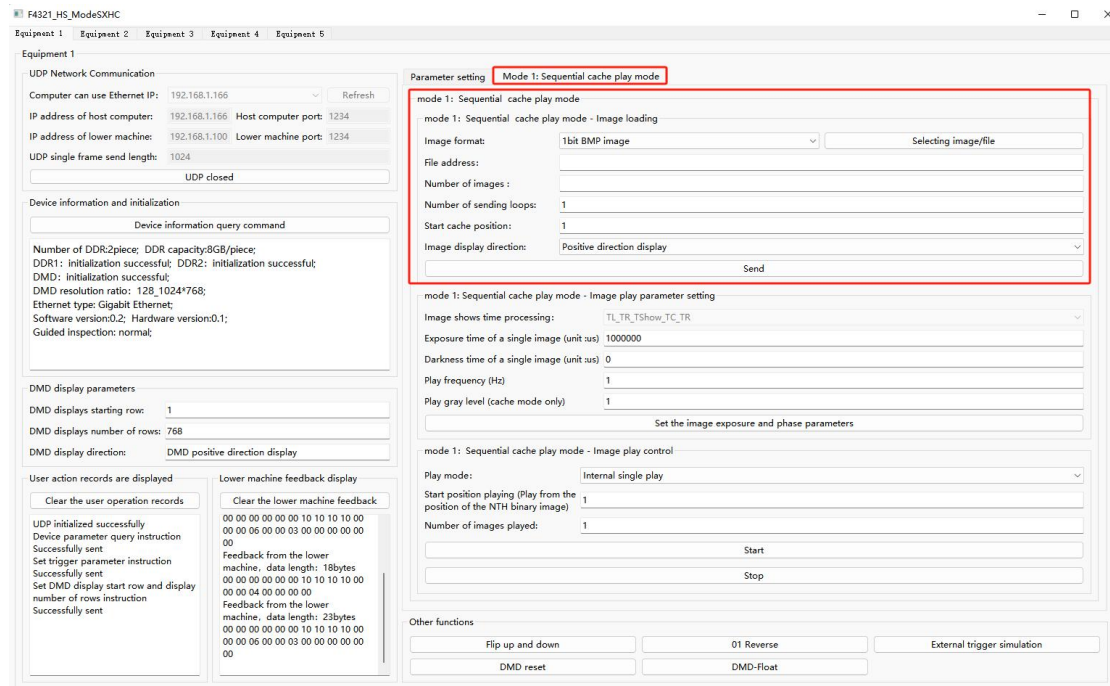 F4321_HS_ModeSXHC
Equipment 1 Equipment 2 Equipment 3 Equipment 4 Equipment 5
Equipment 1
UDP Network Communication
Computer can use Ethernet IP: 192.168.1.166 Refresh
IP address of host computer: 192.168.1.166 Host computer port: 1234
IP address of lower machine: 192.168.1.100 Lower machine port: 1234
UDP single frame send length: 1024
UDP closed
Device information and initialization
Device information query command
Number of DDR:2piece; DDR capacity:8GB/piece;
DDR1: initialization successful; DDR2: initialization successful;
DMD: initialization successful;
DMD resolution ratio: 128_1024*768;
Ethernet type: Gigabit Ethernet;
Software version:0.2; Hardware version:0.1;
Guided inspection: normal;
DMD display parameters
DMD displays starting row: 1
DMD displays number of rows: 768
DMD display direction: DMD positive direction display
User action records are displayed
Clear the user operation records
UDP initialized successfully
Device parameter query instruction
Successfully sent
Set trigger parameter instruction
Successfully sent
Set DMD display start row and display
number of rows instruction
Successfully sent
Lower machine feedback display
Clear the lower machine feedback
00 00 00 00 00 00 10 10 10 10 00
00 00 06 00 00 03 00 00 00 00 00
00
Feedback from the lower
machine, data length: 18bytes
00 00 00 00 00 00 10 10 10 10 00
00 00 04 00 00 00 00
Feedback from the lower
machine, data length: 23bytes
00 00 00 00 00 00 10 10 10 10 00
00 00 06 00 00 03 00 00 00 00 00
00
Parameter setting Mode 1: Sequential cache play mode
mode 1: Sequential cache play mode
mode 1: Sequential cache play mode - Image loading
Image format: 1bit BMP image Selecting image/file
File address:
Number of images :
Number of sending loops: 1
Start cache position: 1
Image display direction: Positive direction display
Send
mode 1: Sequential cache play mode - Image play parameter setting
Image shows time processing: TL_TR_TShow_TC_TR
Exposure time of a single image (unit :us) 1000000
Darkness time of a single image (unit :us) 0
Play frequency (Hz) 1
Play gray level (cache mode only) 1
Set the image exposure and phase parameters
mode 1: Sequential cache play mode - Image play control
Play mode: Internal single play
Start position playing (Play from the
position of the NTH binary image) 1
Number of images played: 1
Start
Stop
Other functions
Flip up and down 01 Reverse External trigger simulation
DMD reset DMD-Float